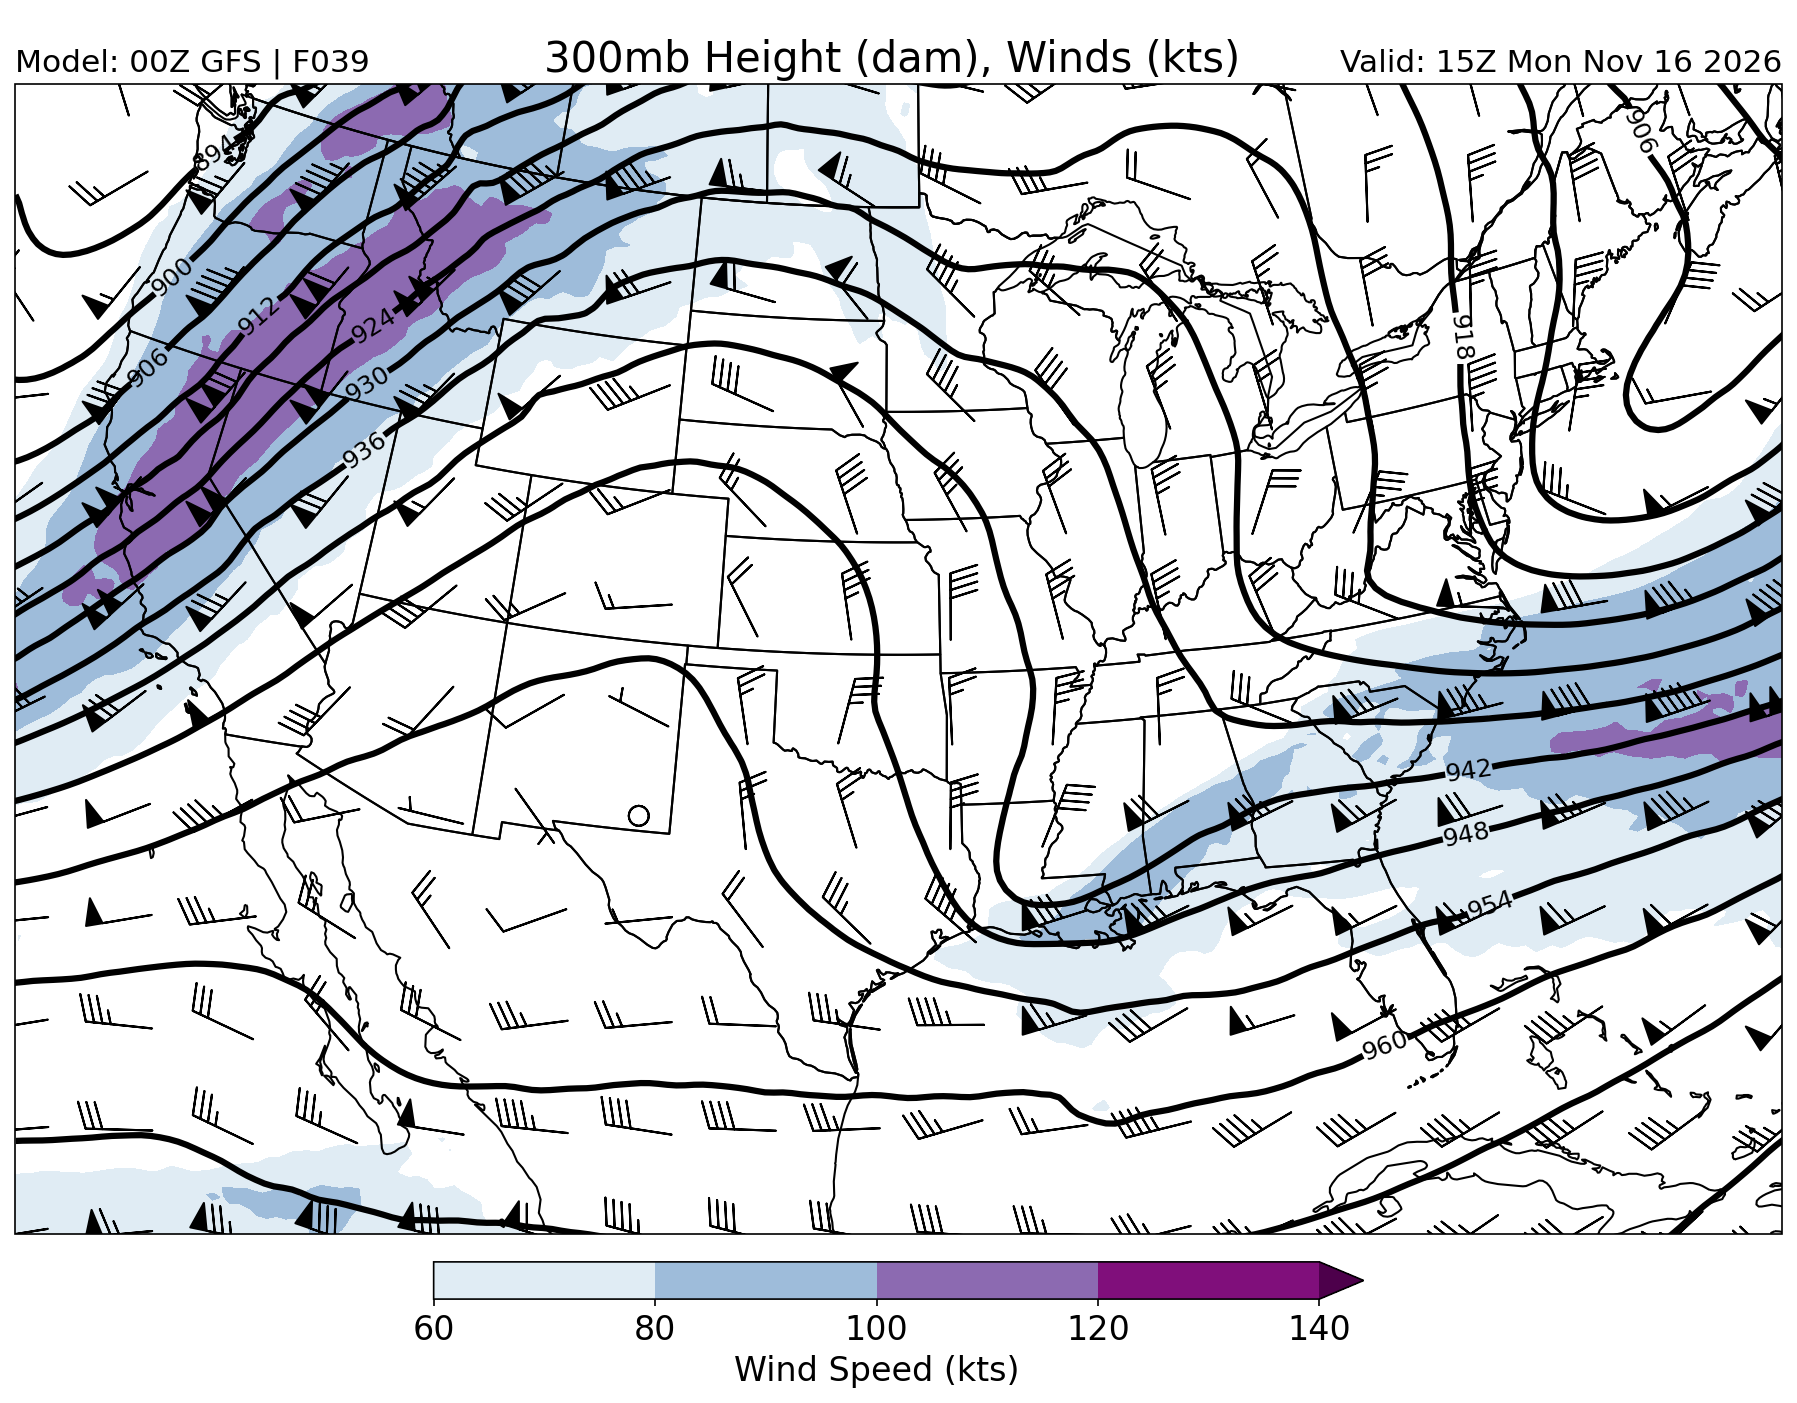 Model: 00Z GFS | F039
300mb Height (dam), Winds (kts)
Valid: 15Z Mon Nov 16 2026
894
906
900
912
924
918
906
930
936
942
948
954
960
60 80 100 120 140
Wind Speed (kts)